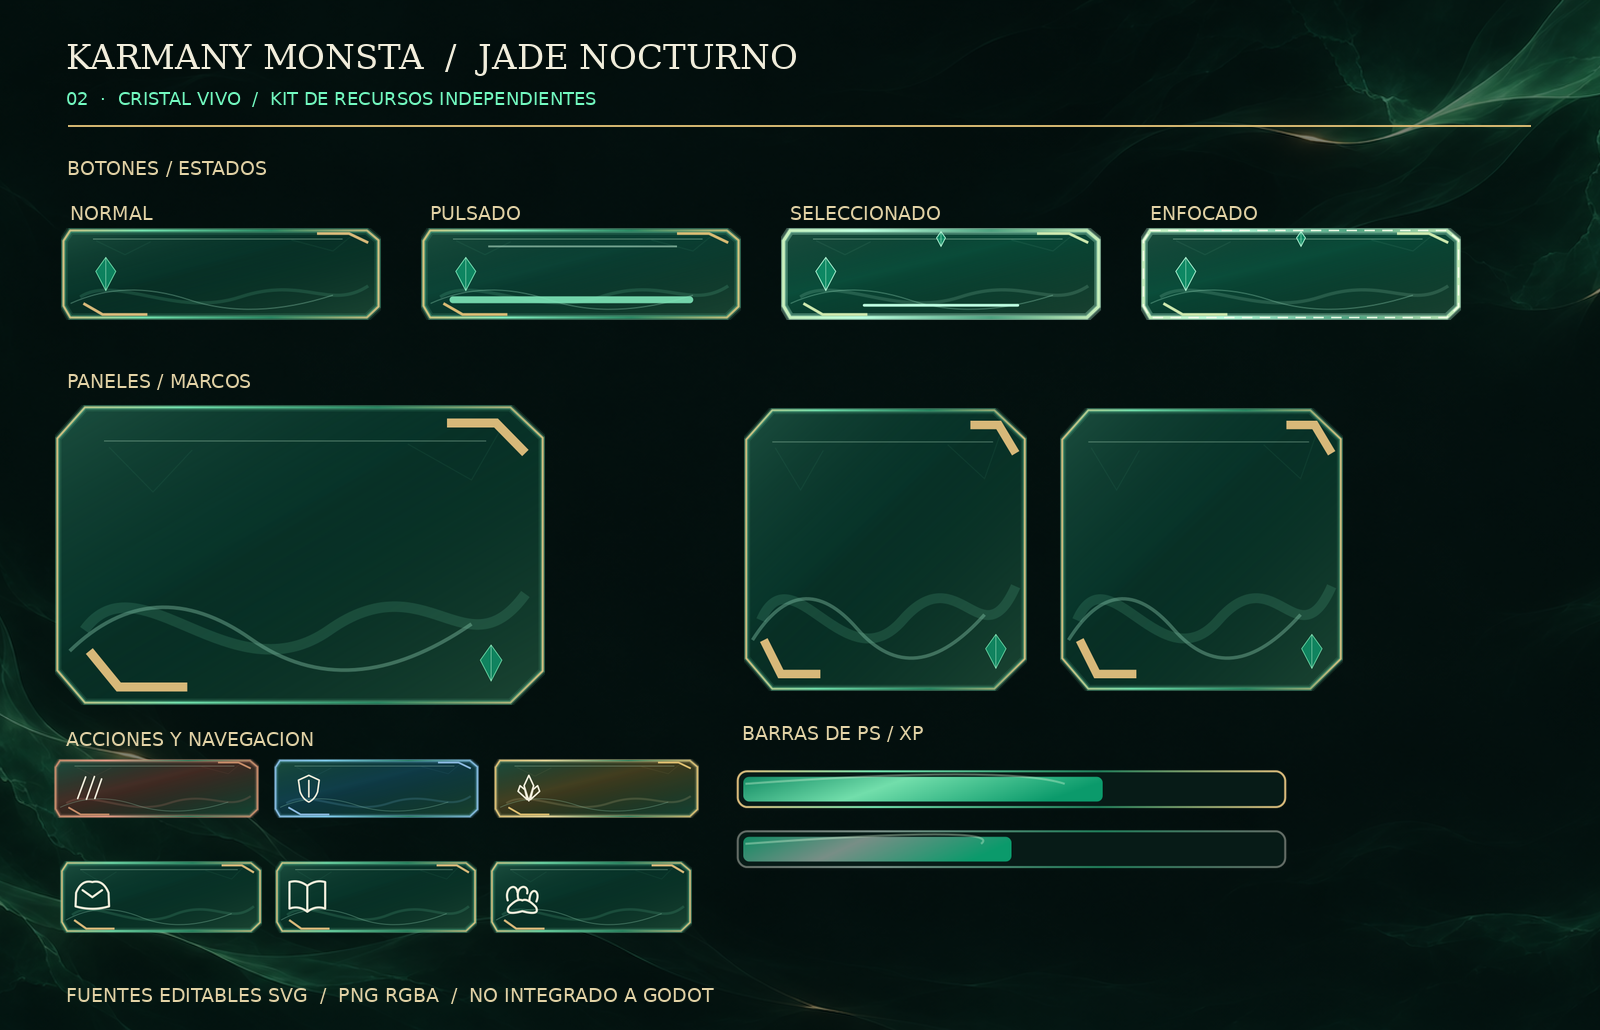 KARMANY MONSTA / JADE NOCTURNO
02 · CRISTAL VIVO / KIT DE RECURSOS INDEPENDIENTES
BOTONES / ESTADOS
NORMAL
PULSADO
SELECCIONADO
ENFOCADO
PANELES / MARCOS
ACCIONES Y NAVEGACION
BARRAS DE PS / XP
FUENTES EDITABLES SVG / PNG RGBA / NO INTEGRADO A GODOT